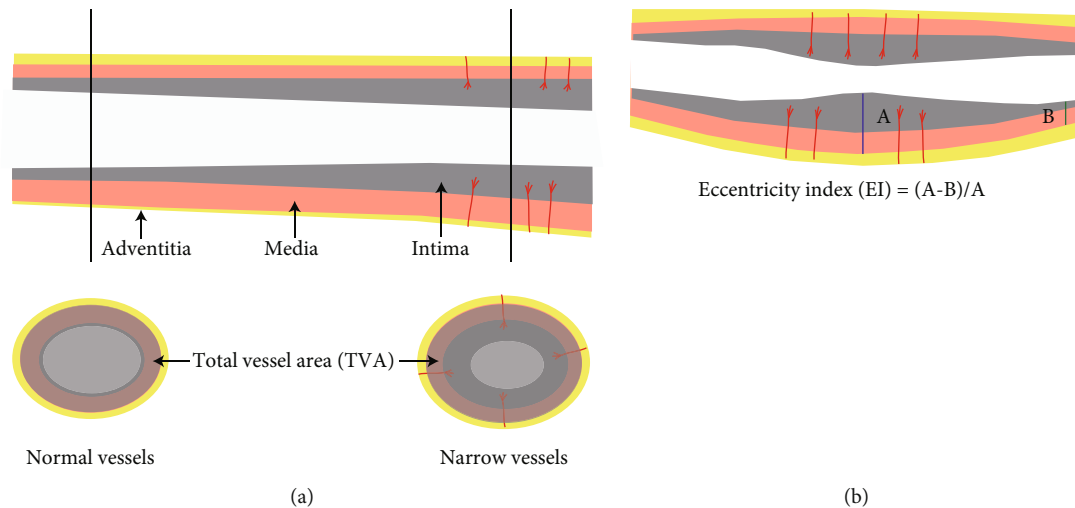 A
B
Eccentricity index (EI) = (A-B)/A
Adventitia
Media
Intima
Total vessel area (TVA)
Normal vessels
Narrow vessels
(a)
(b)